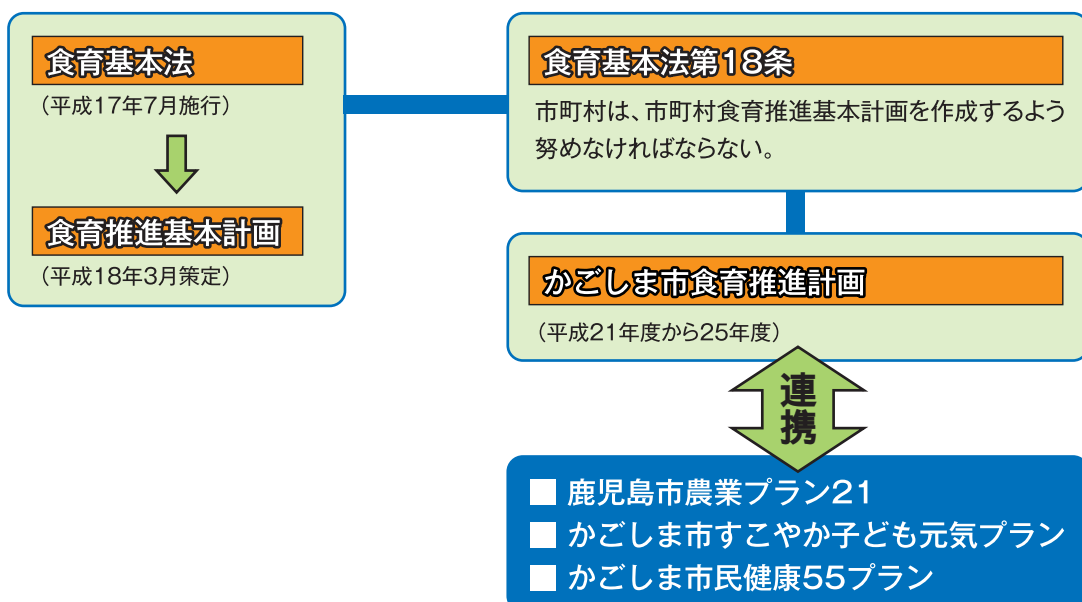 食育基本法
（平成17年7月施行）
食育推進基本計画
（平成18年3月策定）
食育基本法第18条
市町村は、市町村食育推進基本計画を作成するよう
努めなければならない。
かごしま市食育推進計画
（平成21年度から25年度）
連携
■ 鹿児島市農業プラン21
■ かごしま市すこやか子ども元気プラン
■ かごしま市民健康55プラン